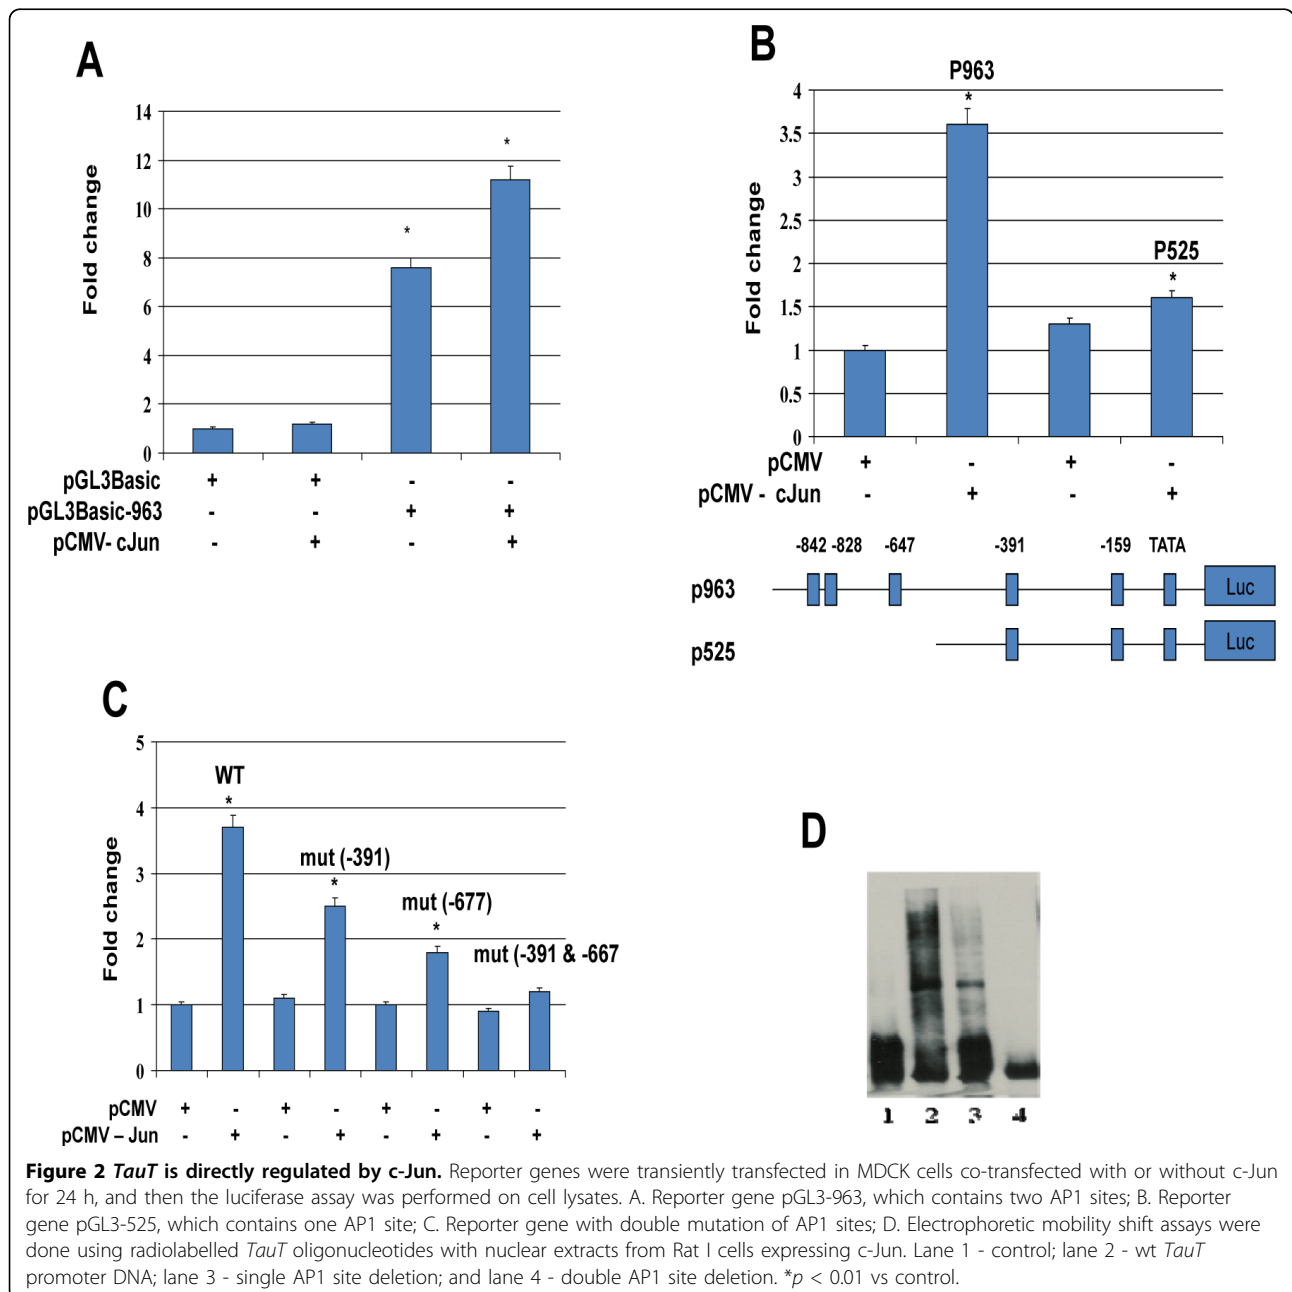 A
14
12
10
8
6
4
2
0
Fold change
*
*
pGL3Basic + + - -
pGL3Basic-963 - - + +
pCMV- cJun - + - +
B
P963
*
P525
*
4
3.5
3
2.5
2
1.5
1
0.5
0
Fold change
pCMV + - + -
pCMV - cJun - + - +
-842 -828 -647 -391 -159 TATA
p963 Luc
p525 Luc
C
5
4
3
2
1
0
Fold change
WT
*
mut (-391)
*
mut (-677)
*
mut (-391 & -667
pCMV + - + - + - + -
pCMV – Jun - + - + - + - +
D
1 2 3 4
Figure 2 TauT is directly regulated by c-Jun. Reporter genes were transiently transfected in MDCK cells co-transfected with or without c-Jun
for 24 h, and then the luciferase assay was performed on cell lysates. A. Reporter gene pGL3-963, which contains two AP1 sites; B. Reporter
gene pGL3-525, which contains one AP1 site; C. Reporter gene with double mutation of AP1 sites; D. Electrophoretic mobility shift assays were
done using radiolabelled TauT oligonucleotides with nuclear extracts from Rat I cells expressing c-Jun. Lane 1 - control; lane 2 - wt TauT
promoter DNA; lane 3 - single AP1 site deletion; and lane 4 - double AP1 site deletion. *p < 0.01 vs control.